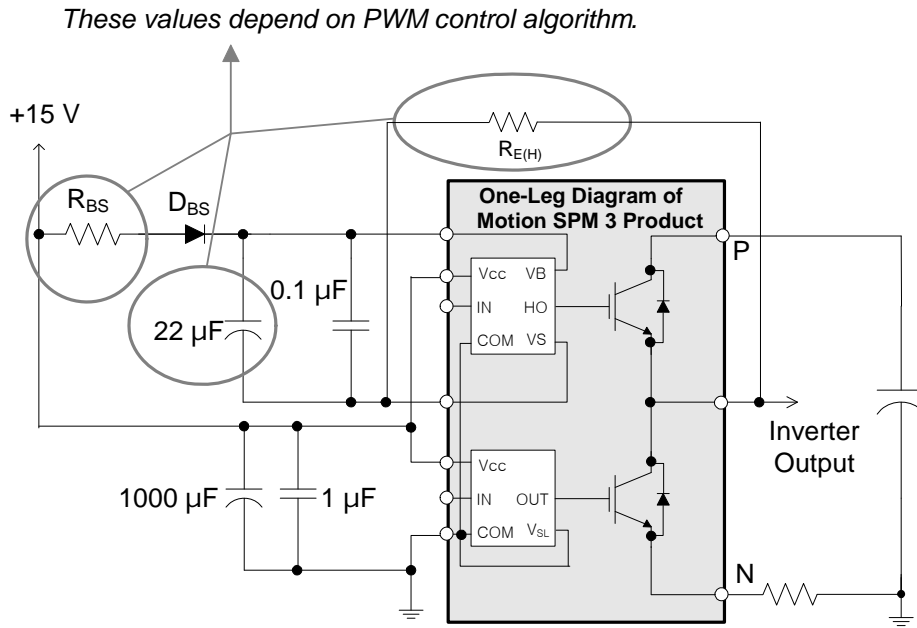 These values depend on PWM control algorithm.
+15 V
R_E(H)
R_BS
D_BS
One-Leg Diagram of
Motion SPM 3 Product
P
Vcc
VB
0.1 µF
IN
HO
22 µF
COM
VS
Inverter
Output
Vcc
1000 µF
1 µF
IN
OUT
COM
V_SL
N